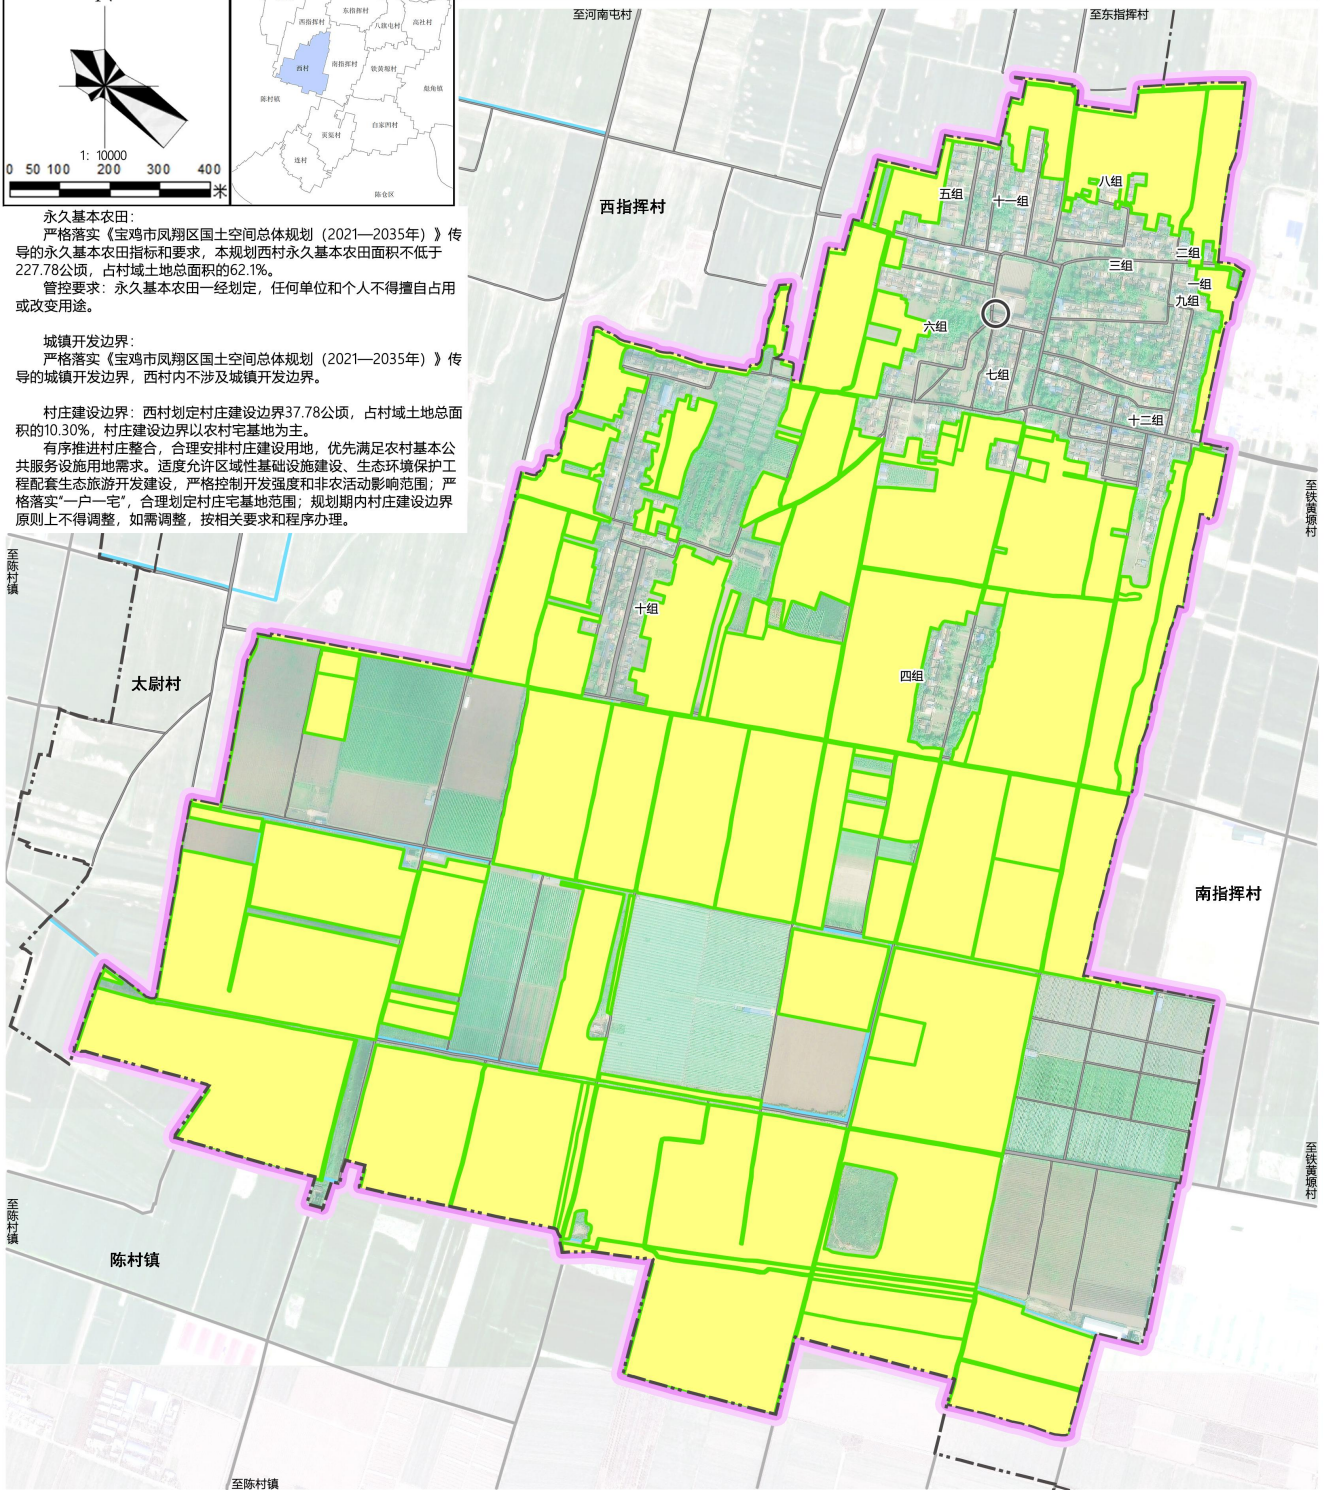 1：10000
0 50 100 200 300 400
米
西指挥村
东指挥村
八旗屯村
高社村
西村
南指挥村
铁黄塬村
陈村镇
彪角镇
白家凹村
连村
陈仓区
永久基本农田：
严格落实《宝鸡市凤翔区国土空间总体规划（2021—2035年）》传
导的永久基本农田指标和要求，本规划西村永久基本农田面积不低于
227.78公顷，占村域土地总面积的62.1%。
管控要求：永久基本农田一经划定，任何单位和个人不得擅自占用
或改变用途。
城镇开发边界：
严格落实《宝鸡市凤翔区国土空间总体规划（2021—2035年）》传
导的城镇开发边界，西村内不涉及城镇开发边界。
村庄建设边界：西村划定村庄建设边界37.78公顷，占村域土地总面
积的10.30%，村庄建设边界以农村宅基地为主。
有序推进村庄整合，合理安排村庄建设用地，优先满足农村基本公
共服务设施用地需求。适度允许区域性基础设施建设、生态环境保护工
程配套生态旅游开发建设，严格控制开发强度和非农活动影响范围；严
格落实“一户一宅”，合理划定村庄宅基地范围；规划期内村庄建设边界
原则上不得调整，如需调整，按相关要求和程序办理。
至河南屯村
至东指挥村
西指挥村
五组
十一组
八组
二组
三组
一组
九组
六组
七组
十二组
至铁黄塬村
至陈村镇
十组
四组
太尉村
南指挥村
至铁黄塬村
至陈村镇
陈村镇
至陈村镇